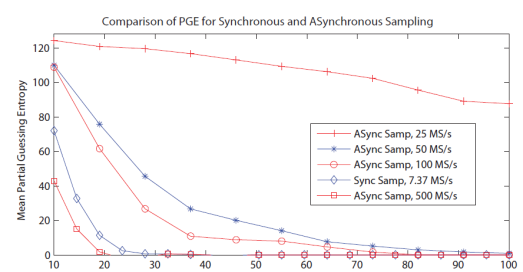 Comparison of PGE for Synchronous and ASynchronous Sampling
Mean Partial Guessing Entropy
120
100
80
60
40
20
0
ASync Samp, 25 MS/s
ASync Samp, 50 MS/s
ASync Samp, 100 MS/s
Sync Samp, 7.37 MS/s
ASync Samp, 500 MS/s
10 20 30 40 50 60 70 80 90 100